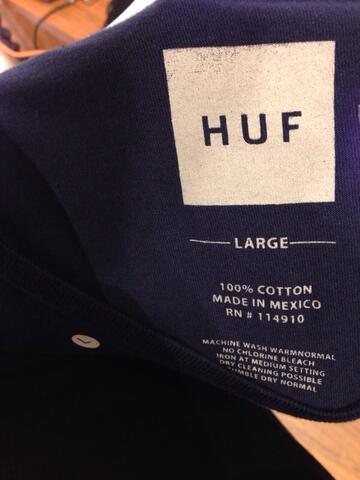 HUF
LARGE
100% COTTON
MADE IN MEXICO
RN # 114910
MACHINE WASH WARMNORMAL
NO CHLORINE BLEACH
IRON AT MEDIUM SETTING
DRY CLEANING POSSIBLE
TUMBLE DRY NORMAL
L